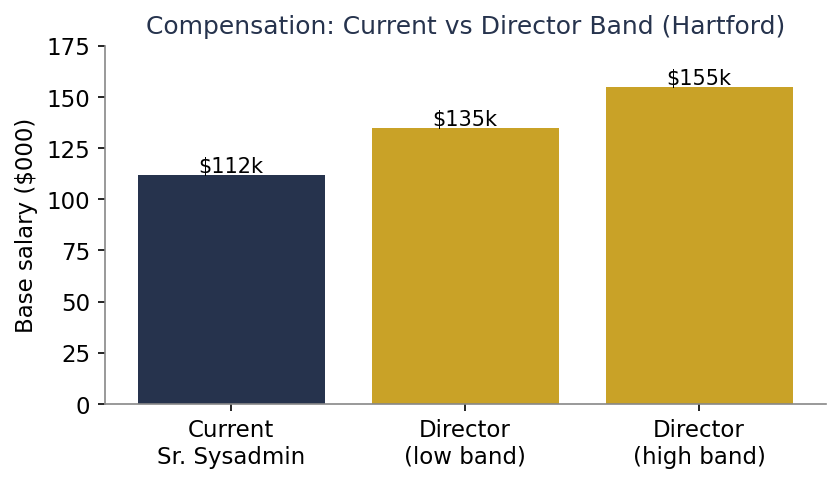 Compensation: Current vs Director Band (Hartford)
Base salary ($000)
175
150
125
100
75
50
25
0
$112k
$135k
$155k
Current
Sr. Sysadmin
Director
(low band)
Director
(high band)